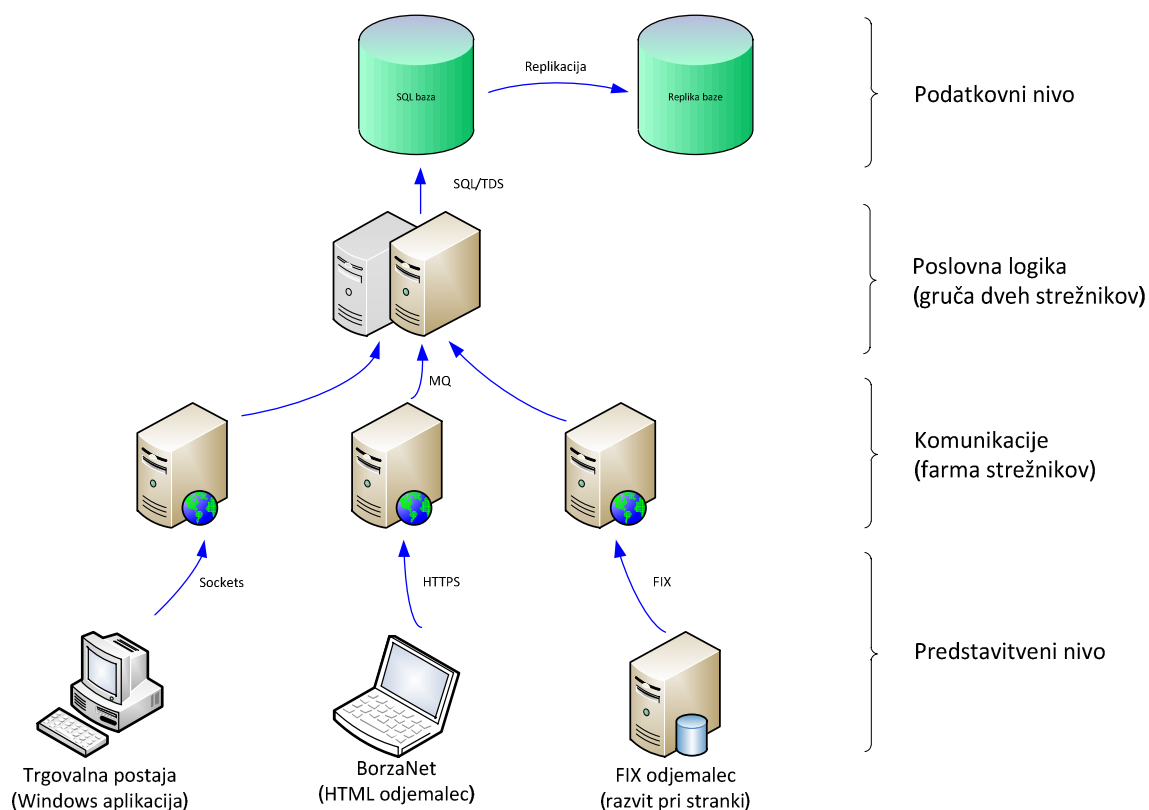 Replikacija
SQL baza
Replika baze
Podatkovni nivo
SQL/TDS
Poslovna logika
(gruča dveh strežnikov)
MQ
Komunikacije
(farma strežnikov)
Sockets
HTTPS
FIX
Predstavitveni nivo
Trgovalna postaja
(Windows aplikacija)
BorzaNet
(HTML odjemalec)
FIX odjemalec
(razvit pri stranki)